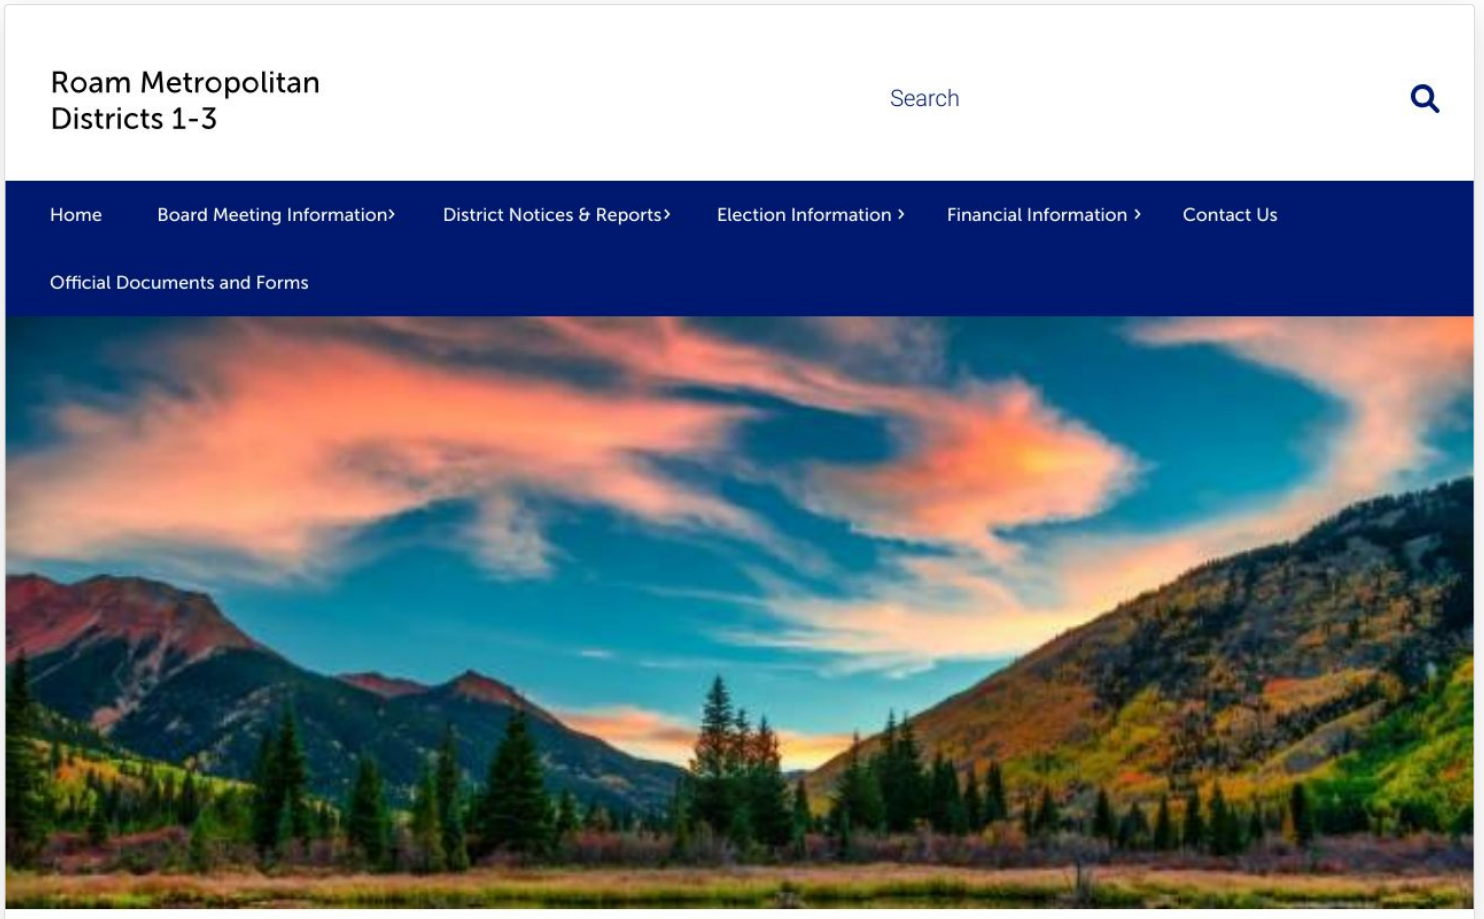 Roam Metropolitan
Districts 1-3
Search
Home Board Meeting Information› District Notices & Reports› Election Information › Financial Information › Contact Us
Official Documents and Forms